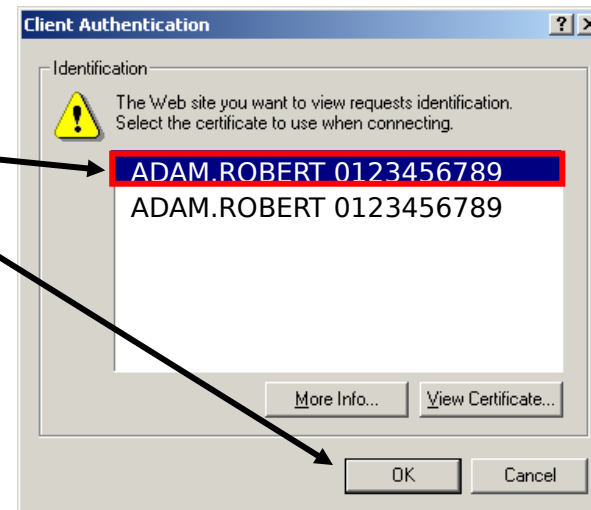 Client Authentication
Identification
The Web site you want to view requests identification.
Select the certificate to use when connecting.
ADAM.ROBERT 0123456789
ADAM.ROBERT 0123456789
More Info... View Certificate...
OK Cancel